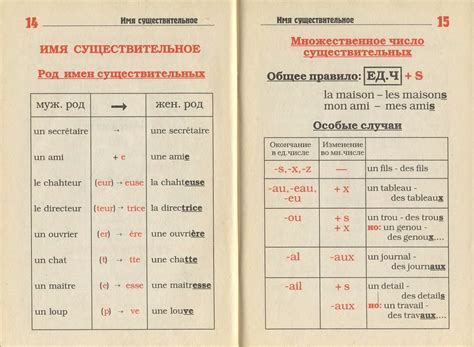 14 Имя существительное
ИМЯ СУЩЕСТВИТЕЛЬНОЕ
Род имен существительных
муж. род → жен. род
un secrétaire → une secrétaire
un ami + e une amie
le chahteur (eur) → euse la chahteuse
le directeur (teur) → trice la directrice
un ouvrier (er) → ère une ouvrière
un chat (t) → tte une chatte
un maitre (e) → esse une maitresse
un loup (p) → ve une louve
Имя существительное 15
Множественное число
существительных
Общее правило: ЕД.Ч + S
la maison – les maisons
mon ami – mes amis
Особые случаи
Окончание в ед.числе
Изменение во мн.числе
-s,-x,-z — un fils - des fils
-au,-eau, -eu + x un tableau -
des tableaux
-ou + s un trou - des trous
+ x но: un genou -
des genoux....
-al -aux un journal -
des journaux
-ail + s un detail -
des details
-aux но: un travail -
des travaux...